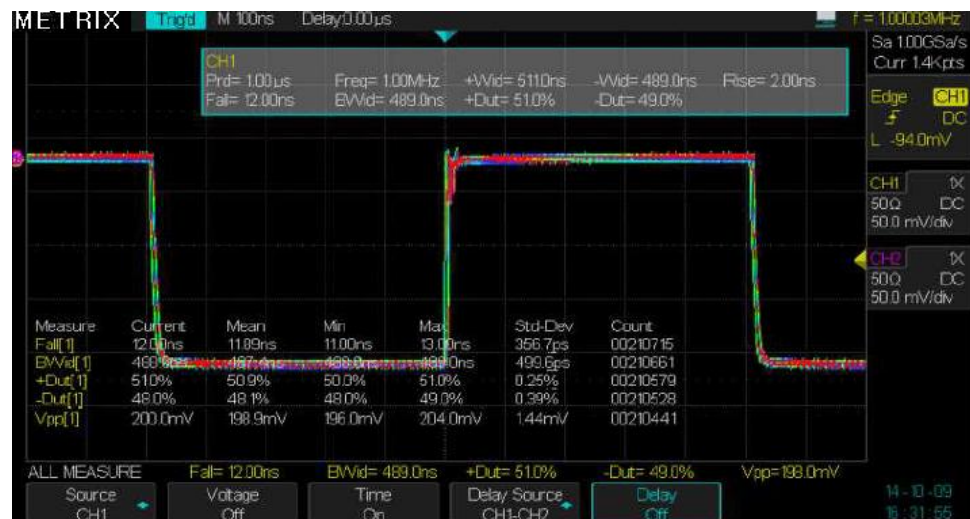 METRIX Trig'd M 100ns Delay:0.00µs f = 1.00003MHz
Sa 1.00GSa/s
Curr 1.4Kpts
CH1
Prd= 1.00µs Freq= 1.00MHz +Wid= 511.0ns -Wid= 489.0ns Rise= 2.00ns
Fall= 12.00ns BWid= 489.0ns +Dut= 51.0% -Dut= 49.0%
Edge CH1
DC
L -94.0mV
CH1 1X
50Ω DC
50.0 mV/div
CH2 1X
50Ω DC
50.0 mV/div
Measure Current Mean Min Max Std-Dev Count
Fall[1] 12.00ns 11.89ns 11.00ns 13.00ns 356.7ps 00210715
BWid[1] 499.6ps 00210661
+Dut[1] 51.0% 50.9% 50.0% 51.0% 0.25% 00210579
-Dut[1] 48.0% 48.1% 48.0% 49.0% 0.39% 00210528
Vpp[1] 200.0mV 198.9mV 196.0mV 204.0mV 1.44mV 00210441
ALL MEASURE Fall= 12.00ns BWid= 489.0ns +Dut= 51.0% -Dut= 49.0% Vpp=198.0mV
Source Voltage Time Delay Source Delay
CH1 Off On CH1-CH2 Off
14-10-09
16:31:55